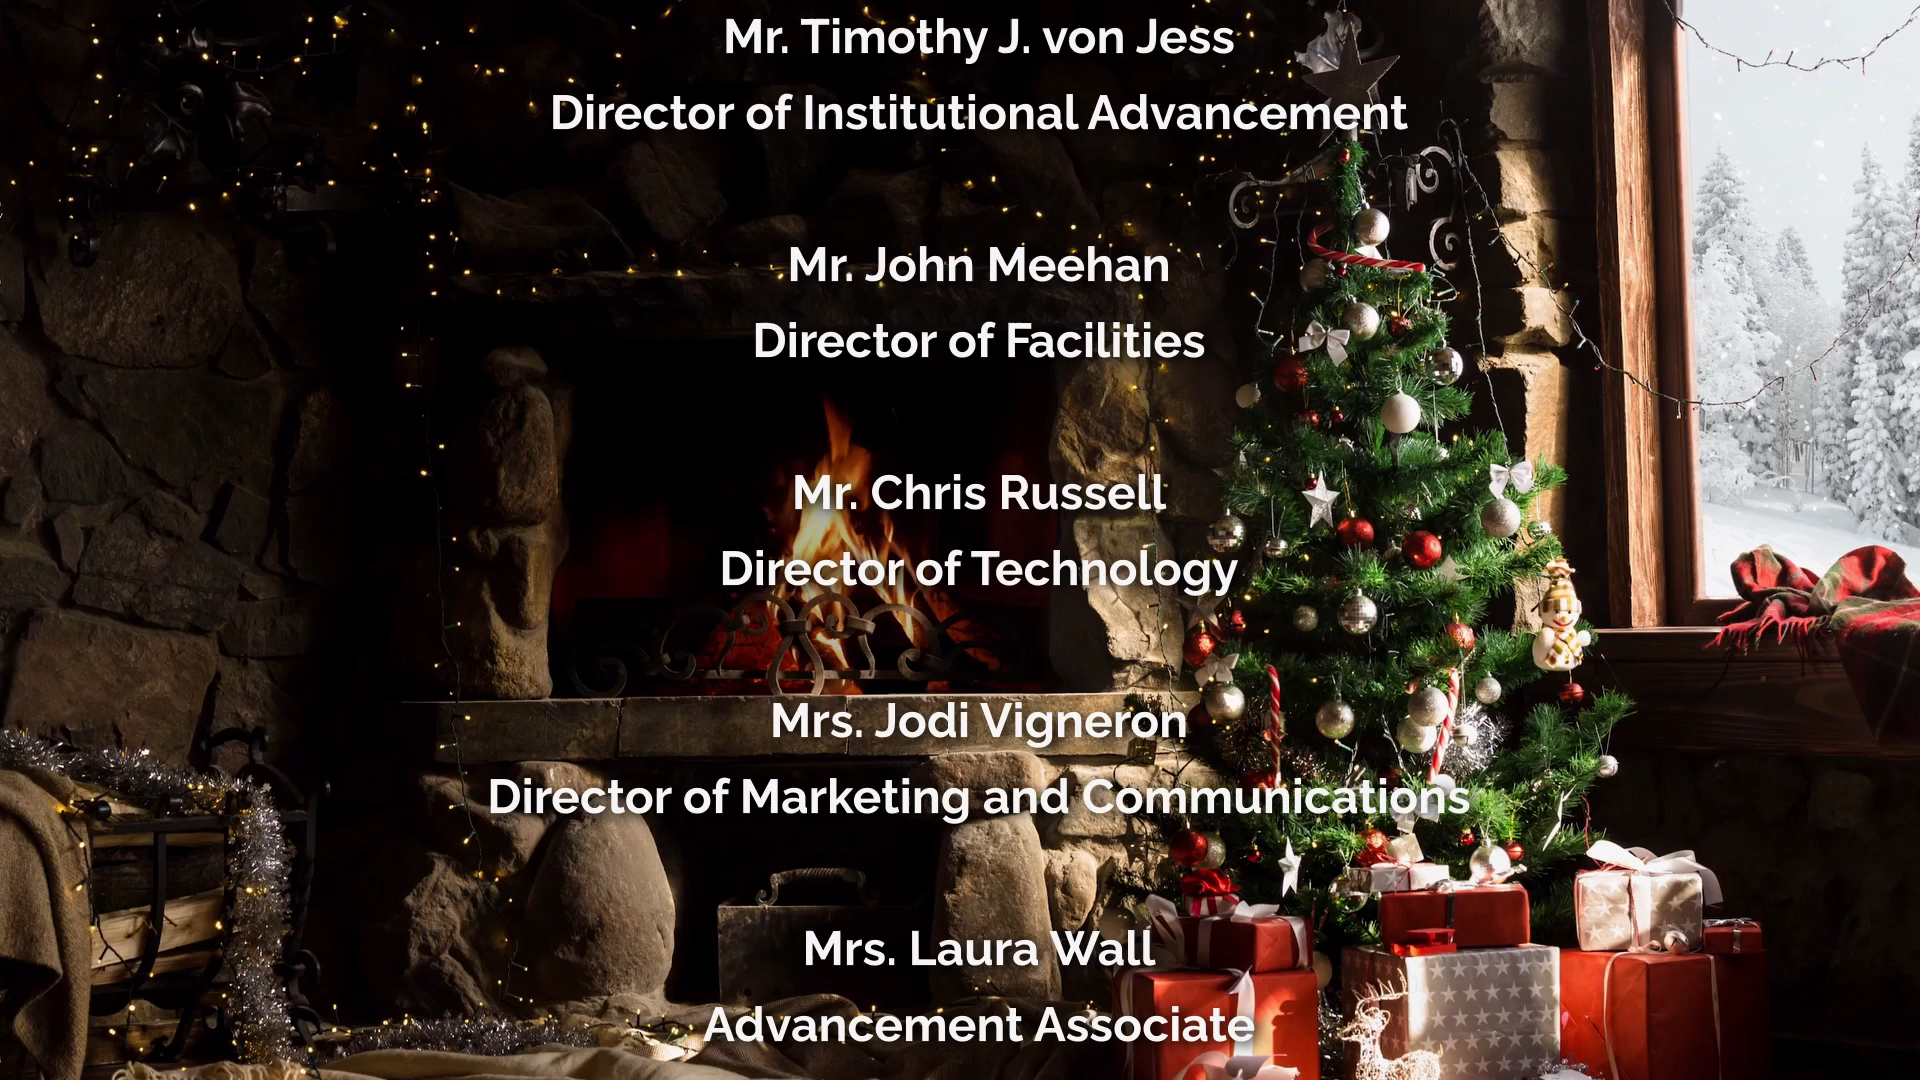 Mr. Timothy J. von Jess
Director of Institutional Advancement
Mr. John Meehan
Director of Facilities
Mr. Chris Russell
Director of Technology
Mrs. Jodi Vigneron
Director of Marketing and Communications
Mrs. Laura Wall
Advancement Associate